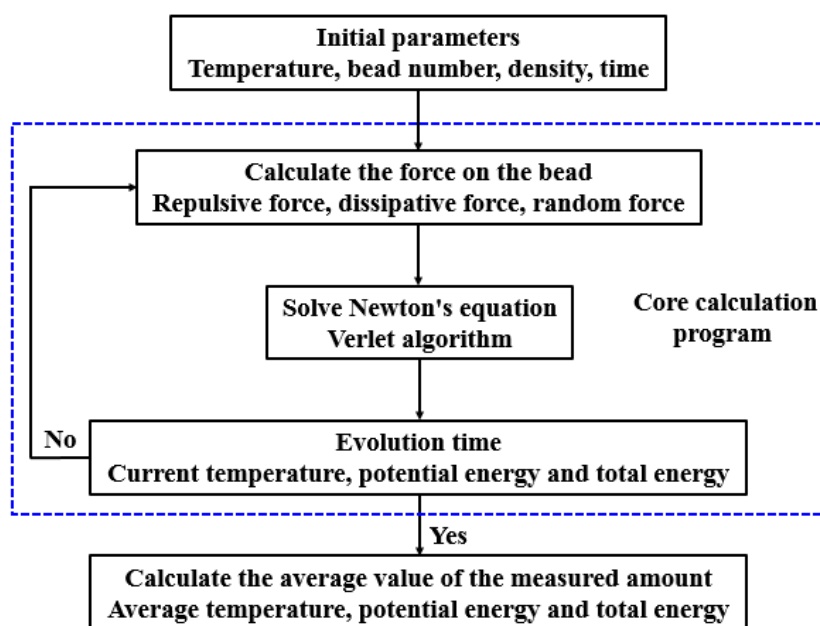 Initial parameters
Temperature, bead number, density, time
Calculate the force on the bead
Repulsive force, dissipative force, random force
Solve Newton's equation
Verlet algorithm
Core calculation
program
No
Evolution time
Current temperature, potential energy and total energy
Yes
Calculate the average value of the measured amount
Average temperature, potential energy and total energy